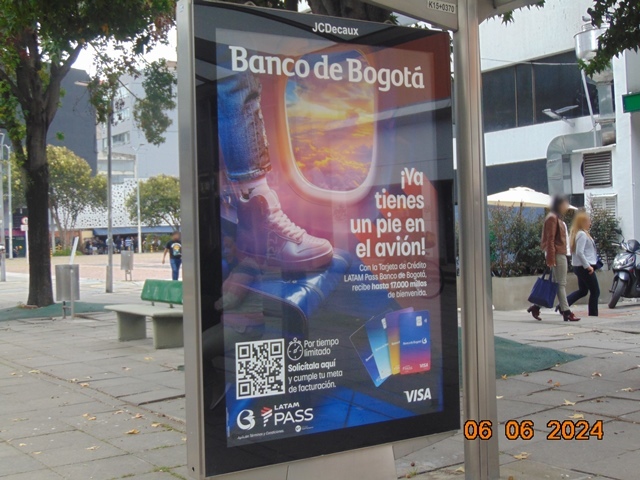 K15+0370
JCDecaux
Banco de Bogotá
¡Ya
tienes
un pie en
el avión!
Con la Tarjeta de Crédito
LATAM Pass Banco de Bogotá,
recibe hasta 17.000 millas
de bienvenida.
Por tiempo
limitado
Solicítala aquí
y cumple tu meta
de facturación.
VISA
LATAM
PASS
06 06 2024